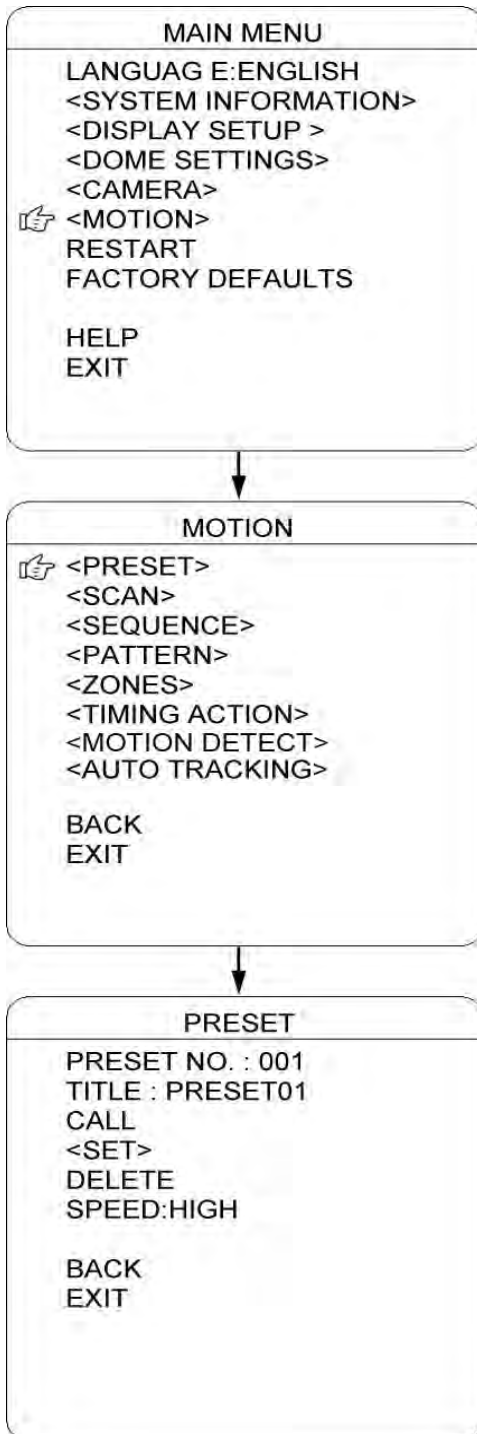 MAIN MENU
LANGUAG E:ENGLISH
<SYSTEM INFORMATION>
<DISPLAY SETUP >
<DOME SETTINGS>
<CAMERA>
<MOTION>
RESTART
FACTORY DEFAULTS
HELP
EXIT
MOTION
<PRESET>
<SCAN>
<SEQUENCE>
<PATTERN>
<ZONES>
<TIMING ACTION>
<MOTION DETECT>
<AUTO TRACKING>
BACK
EXIT
PRESET
PRESET NO. : 001
TITLE : PRESET01
CALL
<SET>
DELETE
SPEED:HIGH
BACK
EXIT